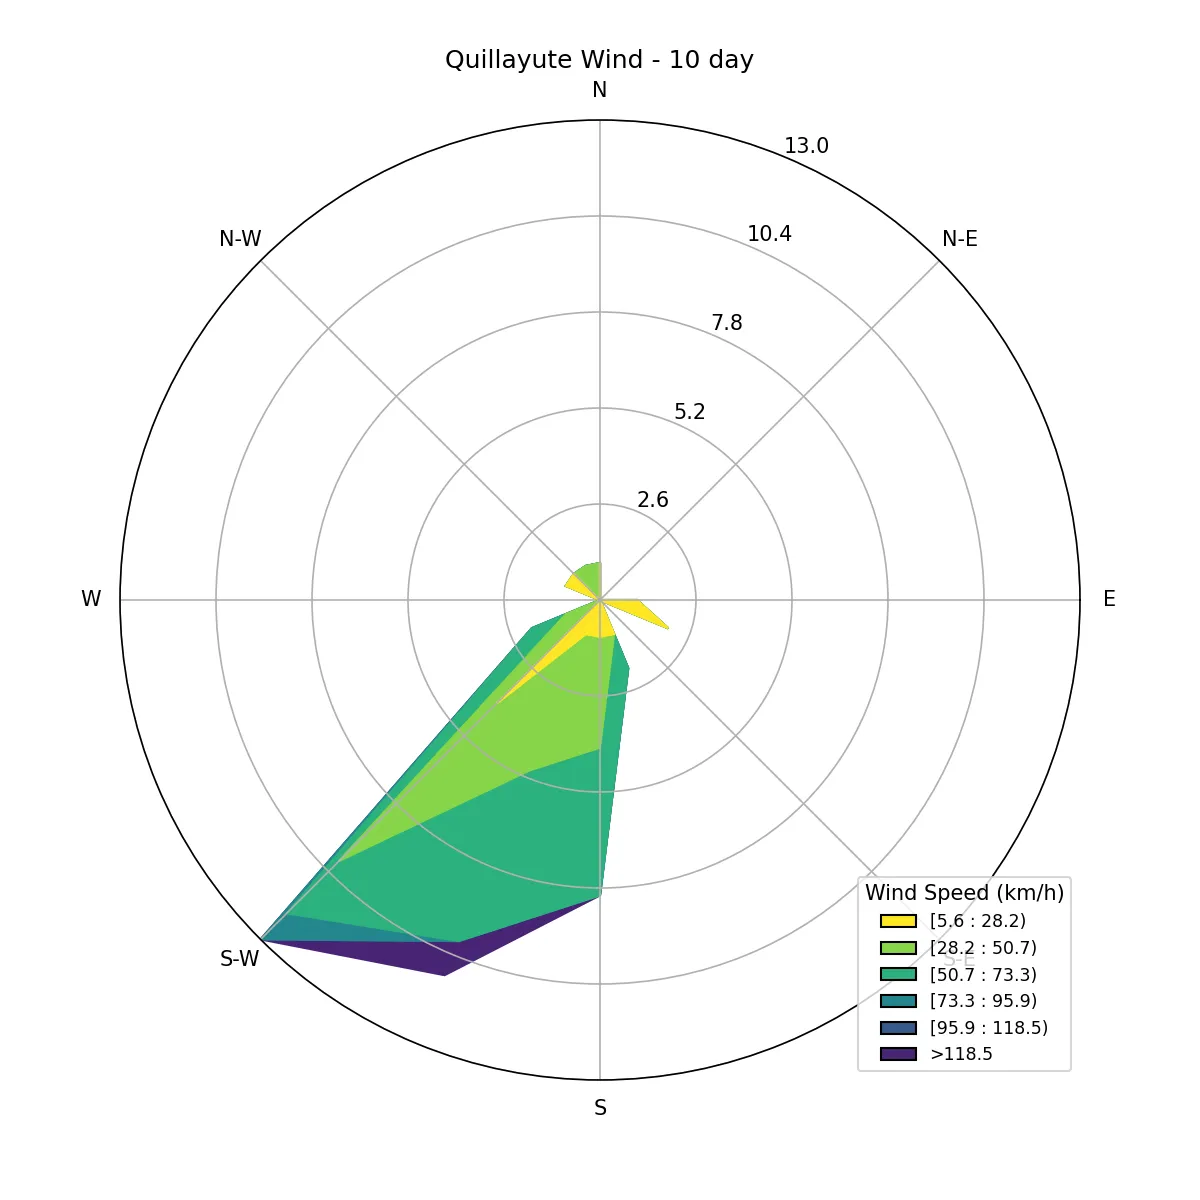 Quillayute Wind - 10 day
N
13.0
N-W
N-E
10.4
7.8
5.2
2.6
W
E
S-W
S-E
S
Wind Speed (km/h)
[5.6 : 28.2)
[28.2 : 50.7)
[50.7 : 73.3)
[73.3 : 95.9)
[95.9 : 118.5)
>118.5